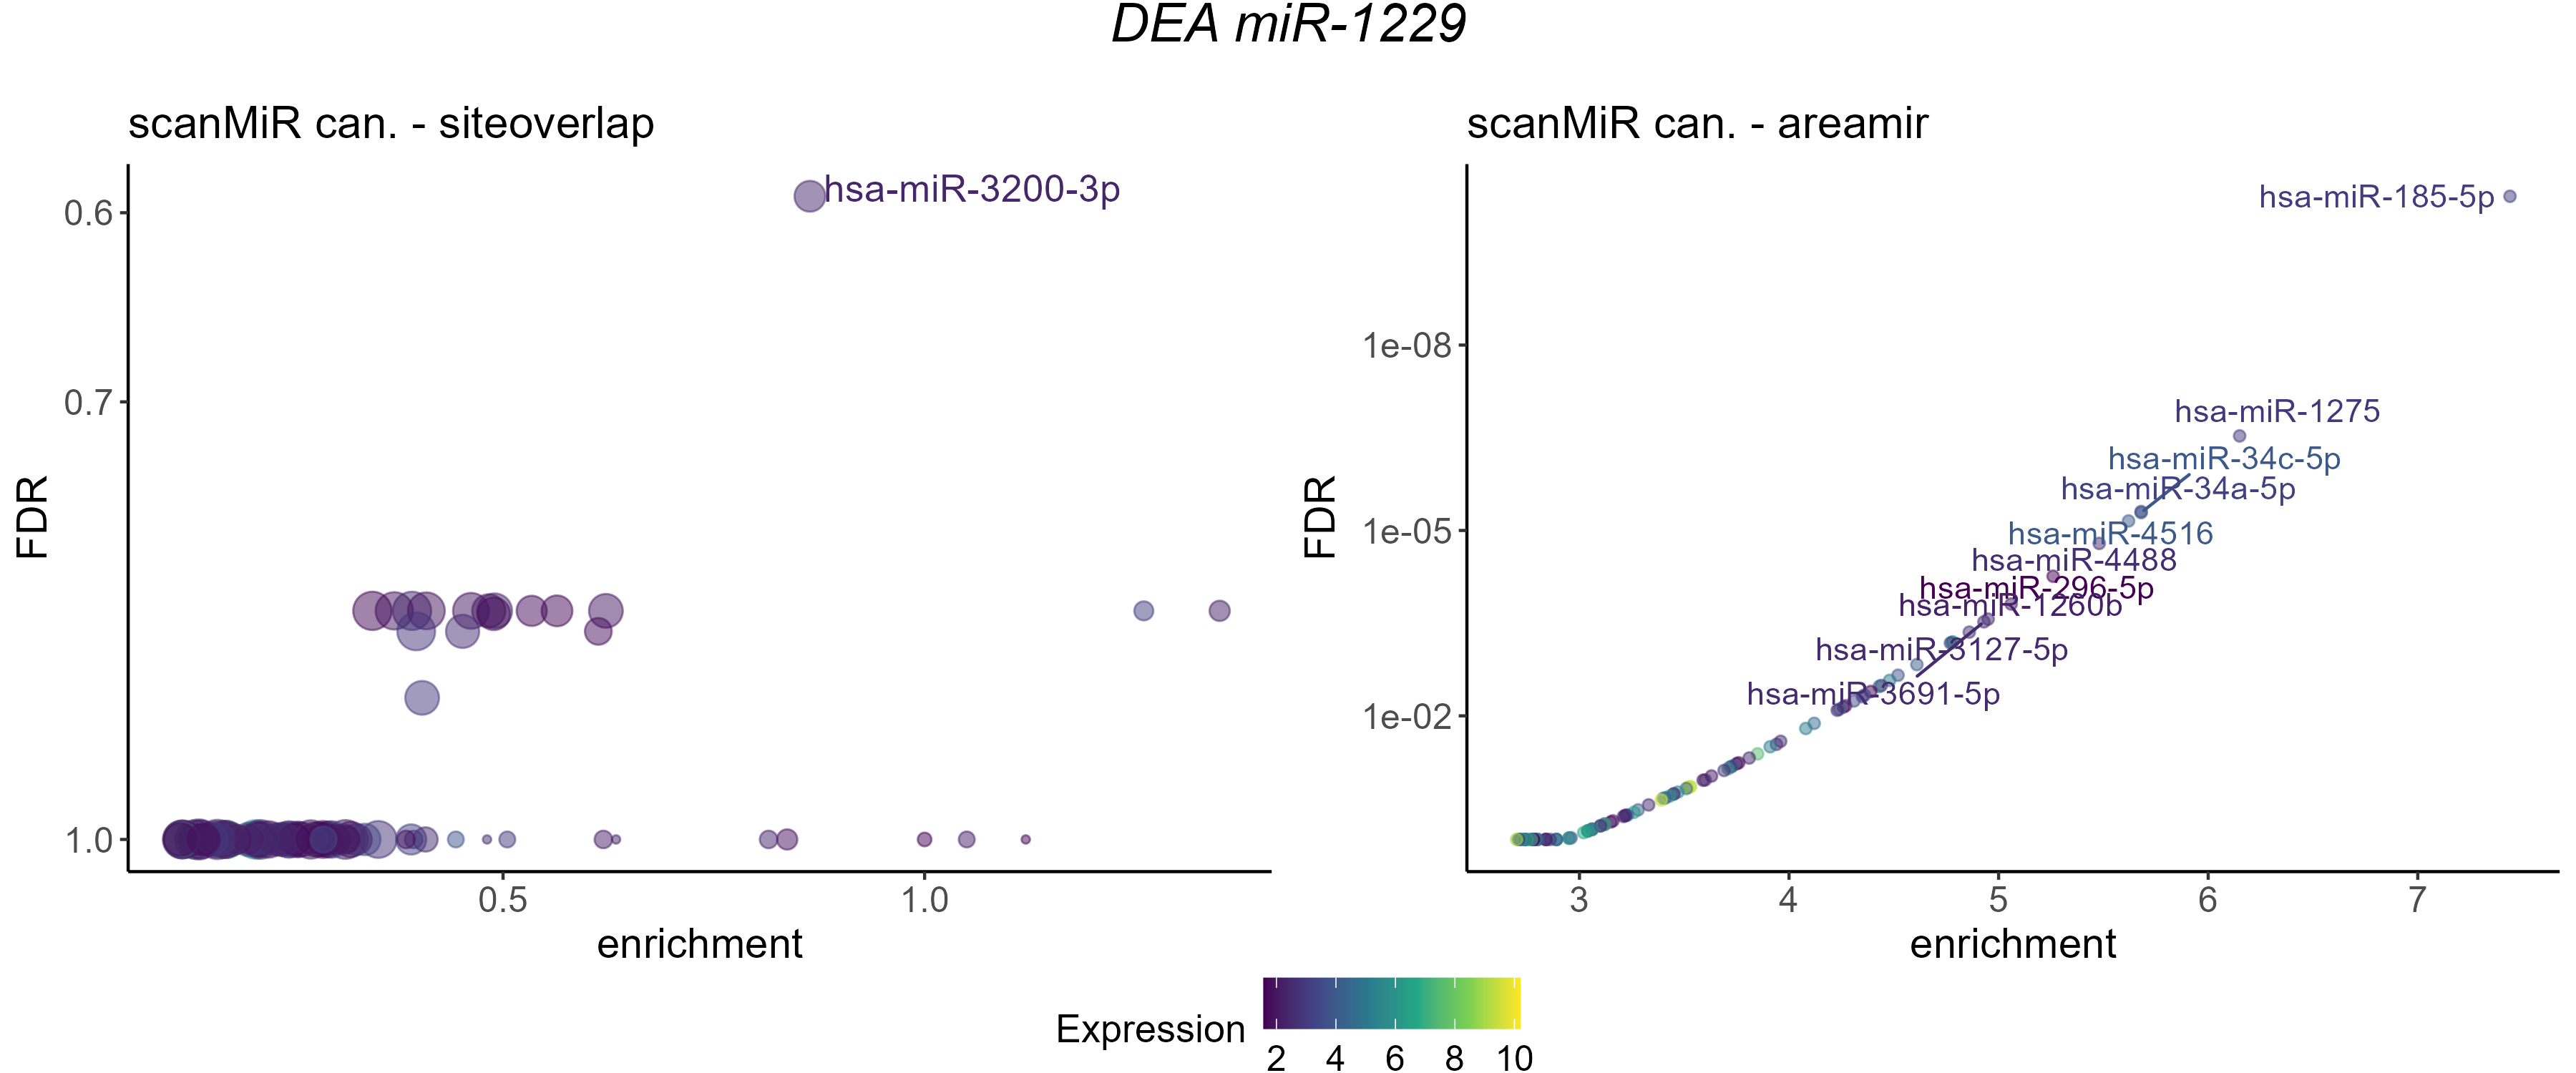 DEA miR-1229
scanMiR can. - siteoverlap
hsa-miR-3200-3p
0.6
0.7
1.0
FDR
0.5
1.0
enrichment
scanMiR can. - areamir
hsa-miR-185-5p
1e-08
hsa-miR-1275
hsa-miR-34c-5p
hsa-miR-34a-5p
1e-05
hsa-miR-4516
hsa-miR-4488
hsa-miR-296-5p
hsa-miR-1260b
hsa-miR-3127-5p
hsa-miR-3691-5p
1e-02
FDR
3
4
5
6
7
enrichment
Expression
2
4
6
8
10